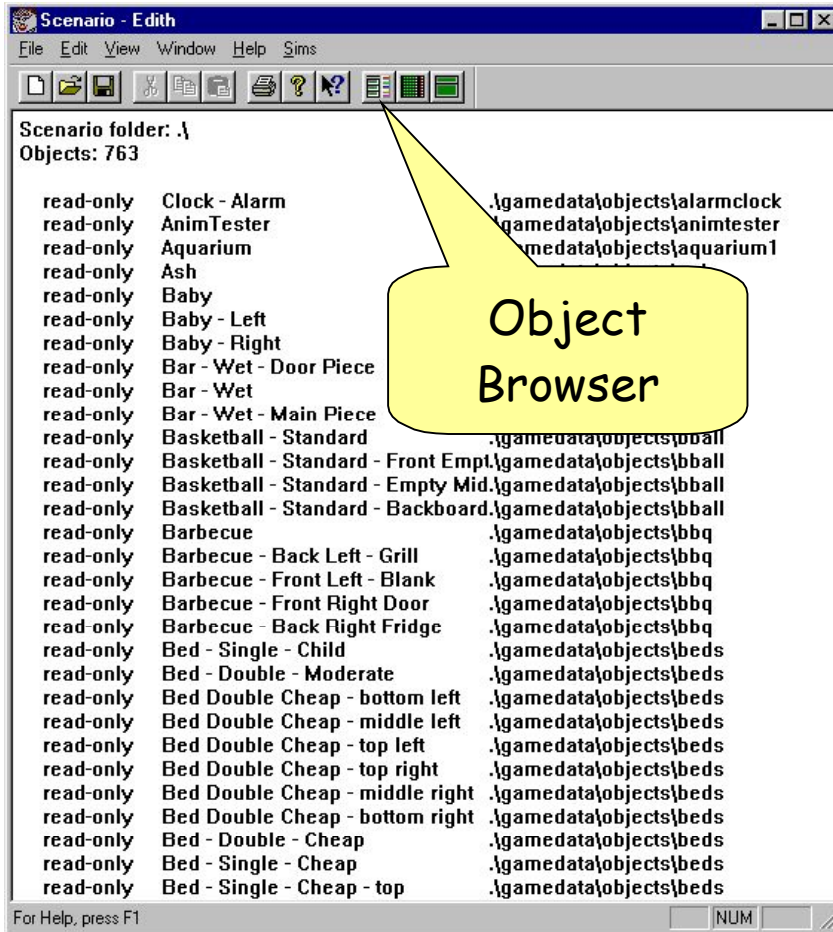 Scenario - Edith
File Edit View Window Help Sims
Scenario folder: .\
Objects: 763
read-only Clock - Alarm .\gamedata\objects\alarmclock
read-only AnimTester \gamedata\objects\animtester
read-only Aquarium amedata\objects\aquarium1
read-only Ash
read-only Baby
read-only Baby - Left
read-only Baby - Right
read-only Bar - Wet - Door Piece
read-only Bar - Wet
read-only Bar - Wet - Main Piece
Object
Browser
read-only Basketball - Standard .\gamedata\objects\bball
read-only Basketball - Standard - Front Empt.\gamedata\objects\bball
read-only Basketball - Standard - Empty Mid.\gamedata\objects\bball
read-only Basketball - Standard - Backboard.\gamedata\objects\bball
read-only Barbecue .\gamedata\objects\bbq
read-only Barbecue - Back Left - Grill .\gamedata\objects\bbq
read-only Barbecue - Front Left - Blank .\gamedata\objects\bbq
read-only Barbecue - Front Right Door .\gamedata\objects\bbq
read-only Barbecue - Back Right Fridge .\gamedata\objects\bbq
read-only Bed - Single - Child .\gamedata\objects\beds
read-only Bed - Double - Moderate .\gamedata\objects\beds
read-only Bed Double Cheap - bottom left .\gamedata\objects\beds
read-only Bed Double Cheap - middle left .\gamedata\objects\beds
read-only Bed Double Cheap - top left .\gamedata\objects\beds
read-only Bed Double Cheap - top right .\gamedata\objects\beds
read-only Bed Double Cheap - middle right .\gamedata\objects\beds
read-only Bed Double Cheap - bottom right .\gamedata\objects\beds
read-only Bed - Double - Cheap .\gamedata\objects\beds
read-only Bed - Single - Cheap .\gamedata\objects\beds
read-only Bed - Single - Cheap - top .\gamedata\objects\beds
For Help, press F1 NUM